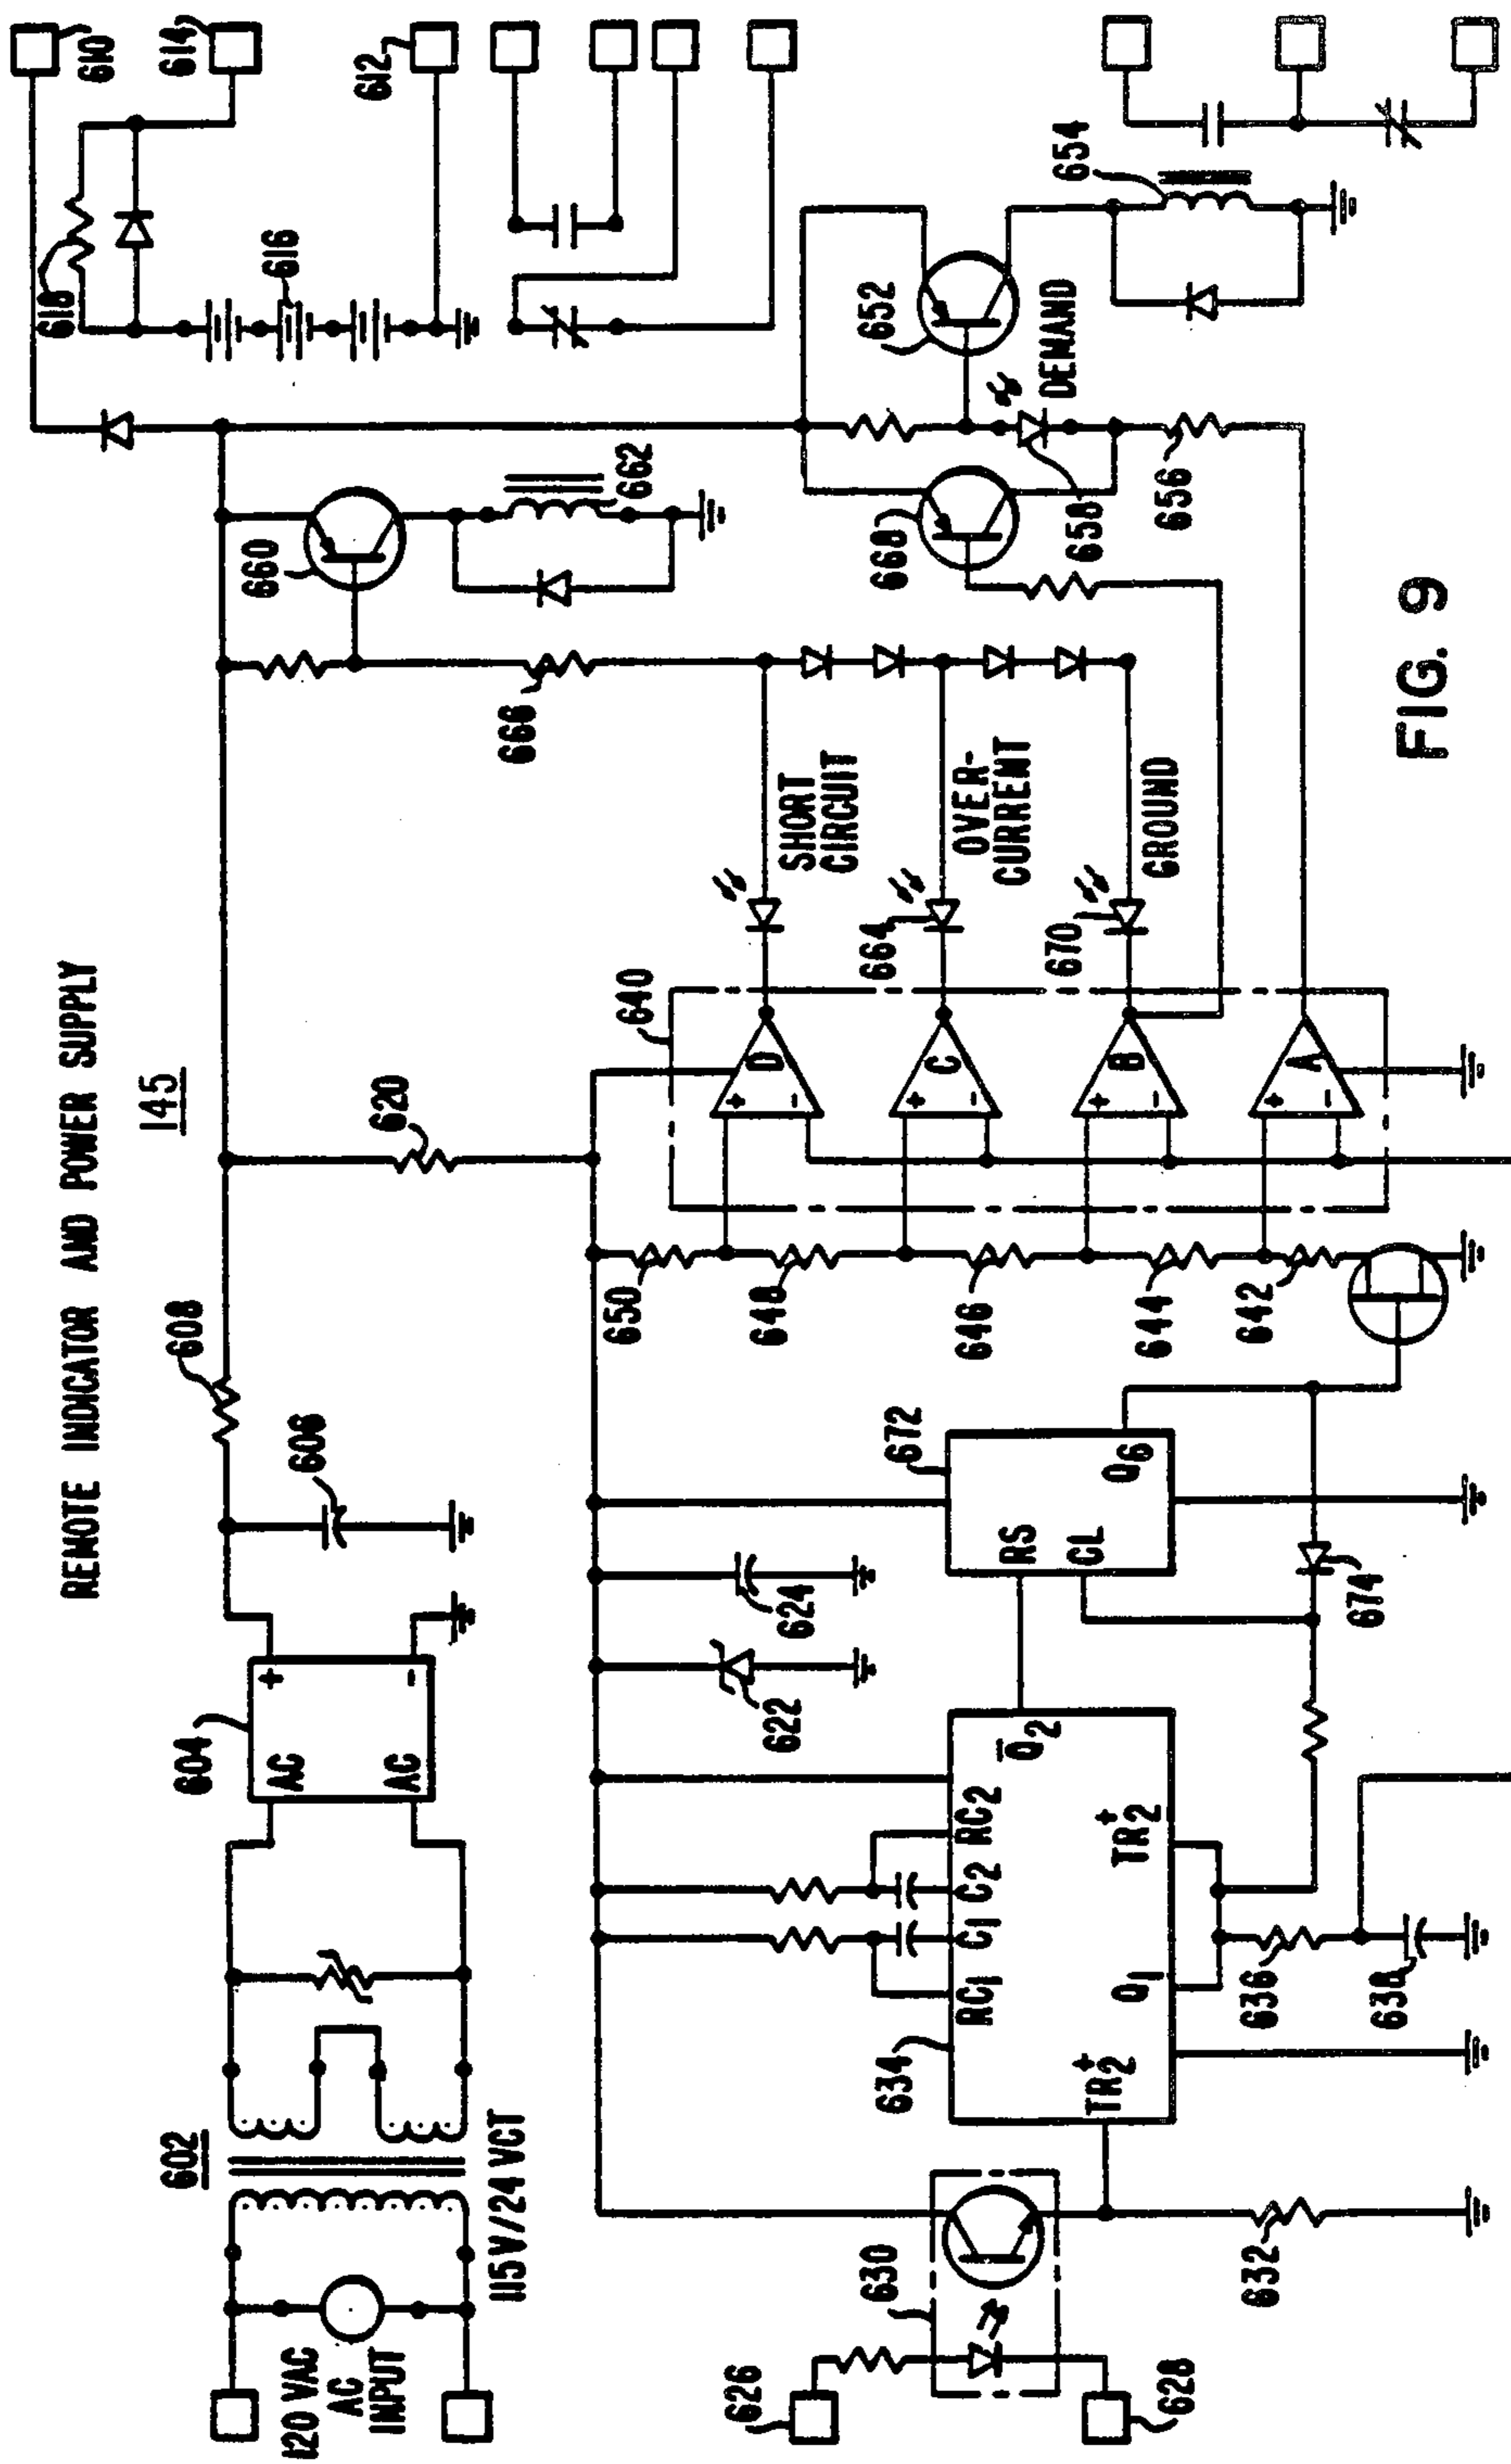 REMOTE INDICATOR AND POWER SUPPLY
145
602
120 VAC
AC
INPUT
115V/24 VCT
604
AC
AC
+
-
606
608
620
610
614
618
616
612
660
662
666
652
654
668
DEMAND
658
656
SHORT
CIRCUIT
OVER-
CURRENT
664
GROUND
670
640
D
+
-
C
+
-
B
+
-
A
+
-
650
648
646
644
642
672
RS
CL
Q6
674
624
622
634
RC1
C1
C2
RC2
Q̅2
TR2+
Q1
TR2+
636
638
630
632
626
628
FIG. 9